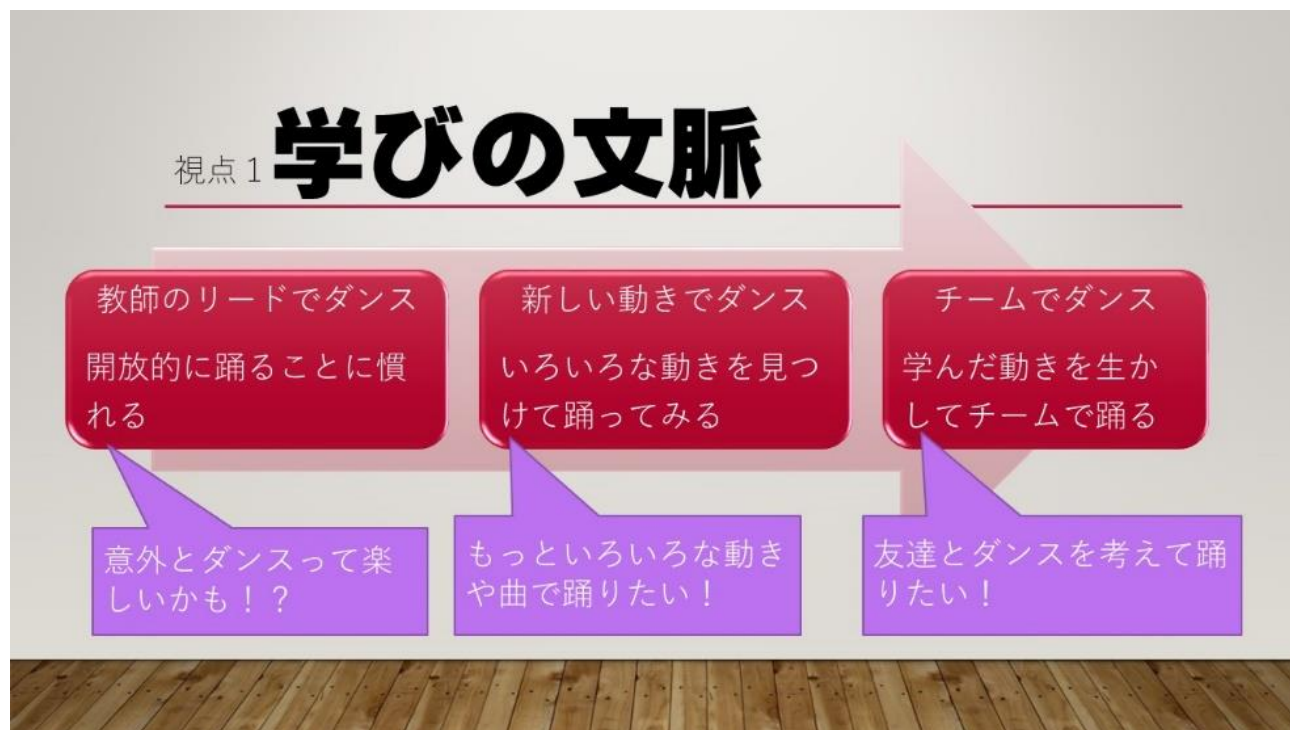 視点1 学びの文脈
教師のリードでダンス
開放的に踊ることに慣
れる
新しい動きでダンス
いろいろな動きを見つ
けて踊ってみる
チームでダンス
学んだ動きを生か
してチームで踊る
意外とダンスって楽
しいかも！？
もっといろいろな動き
や曲で踊りたい！
友達とダンスを考えて踊
りたい！